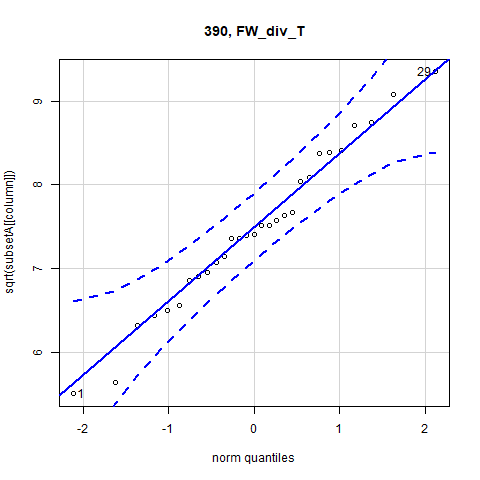 390, FW_div_T
sqrt(subsetA[[column]])
9
8
7
6
29
1
-2 -1 0 1 2
norm quantiles